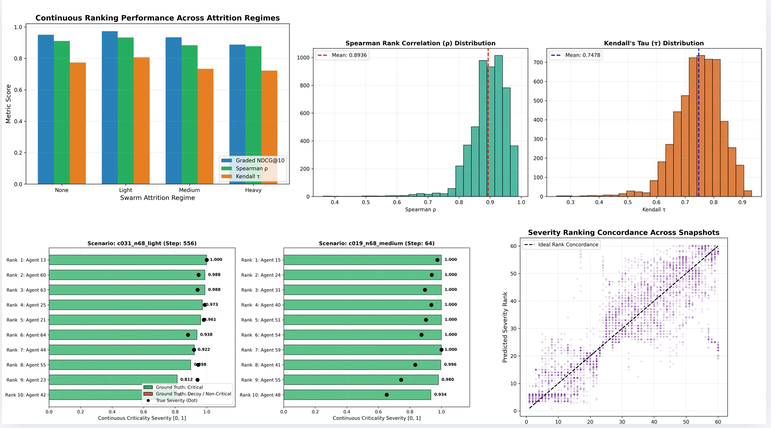 Continuous Ranking Performance Across Attrition Regimes
Metric Score
1.0
0.8
0.6
0.4
0.2
0.0
None
Light
Medium
Heavy
Swarm Attrition Regime
Graded NDCG@10
Spearman ρ
Kendall τ
Spearman Rank Correlation (ρ) Distribution
Mean: 0.8936
1000
800
600
400
200
0
0.4
0.5
0.6
0.7
0.8
0.9
1.0
Spearman ρ
Kendall's Tau (τ) Distribution
Mean: 0.7478
700
600
500
400
300
200
100
0
0.3
0.4
0.5
0.6
0.7
0.8
0.9
Kendall τ
Scenario: c031_n68_light (Step: 556)
Rank 1: Agent 13
1.000
Rank 2: Agent 60
0.988
Rank 3: Agent 63
0.988
Rank 4: Agent 25
0.973
Rank 5: Agent 21
0.961
Rank 6: Agent 64
0.938
Rank 7: Agent 44
0.922
Rank 8: Agent 55
Rank 9: Agent 23
0.812
Rank 10: Agent 42
Ground Truth: Critical
Ground Truth: Decoy / Non-Critical
True Severity (Dot)
0.0
0.2
0.4
0.6
0.8
1.0
Continuous Criticality Severity [0, 1]
Scenario: c019_n68_medium (Step: 64)
Rank 1: Agent 15
1.000
Rank 2: Agent 24
1.000
Rank 3: Agent 31
1.000
Rank 4: Agent 40
1.000
Rank 5: Agent 51
1.000
Rank 6: Agent 54
1.000
Rank 7: Agent 59
1.000
Rank 8: Agent 41
0.996
Rank 9: Agent 55
0.980
Rank 10: Agent 48
0.934
0.0
0.2
0.4
0.6
0.8
1.0
Continuous Criticality Severity [0, 1]
Severity Ranking Concordance Across Snapshots
Ideal Rank Concordance
Predicted Severity Rank
60
50
40
30
20
10
0
0
10
20
30
40
50
60